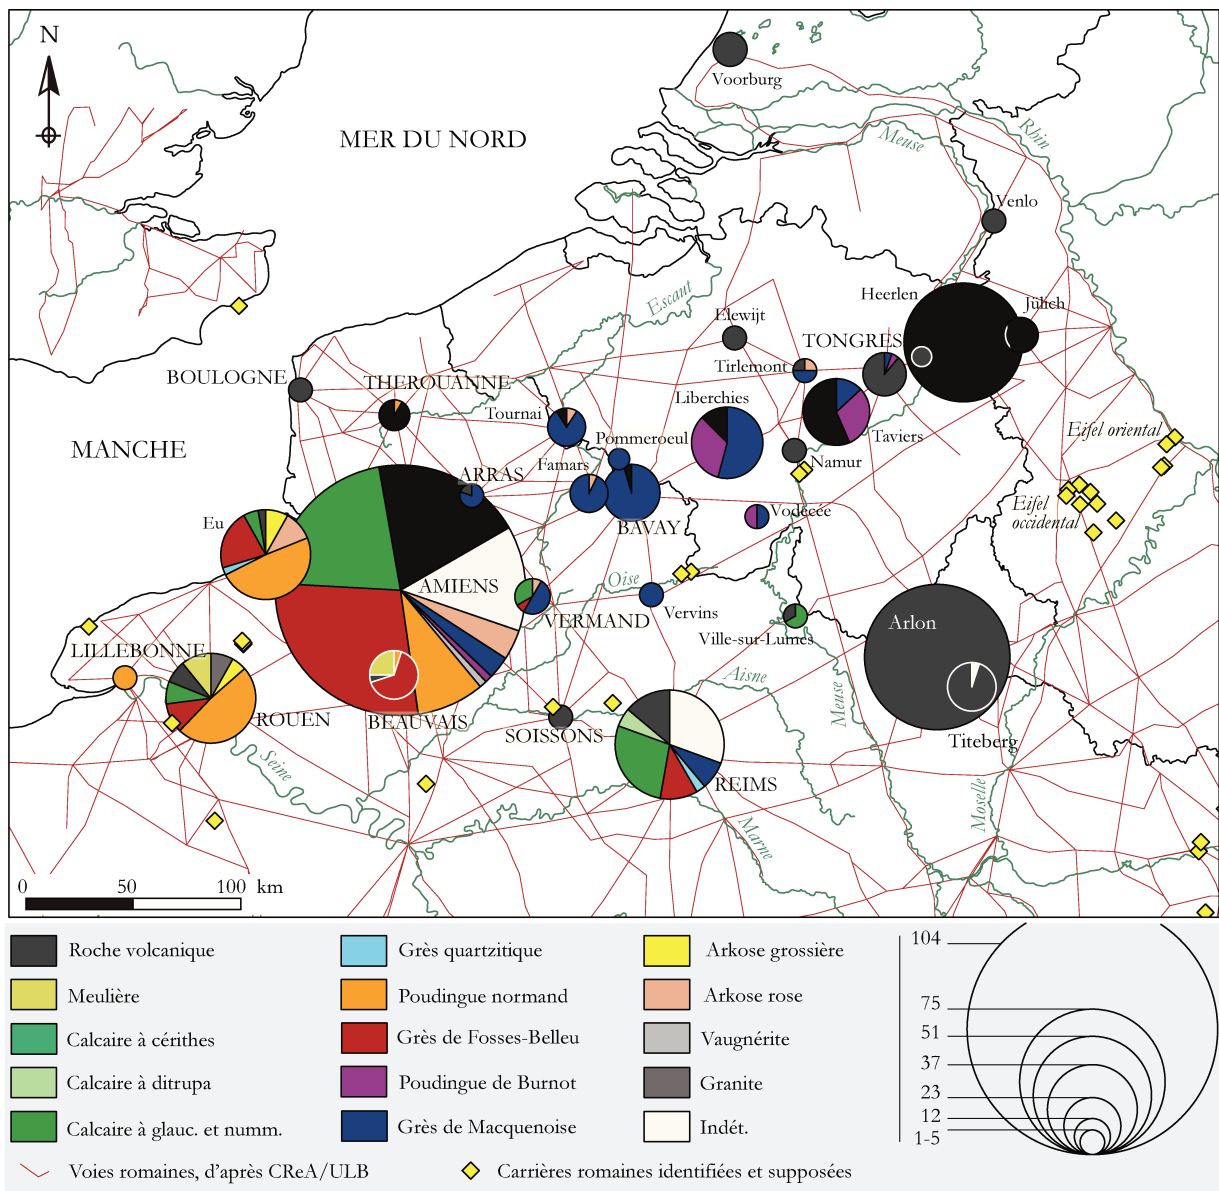 N
Voorburg
MER DU NORD
Meuse
Rhin
Venlo
Escaut
Heerlen
Jülich
Elewijt
TONGRES
Tirlemont
BOULOGNE
THEROUANNE
Tournai
Liberchies
Taviers
Eifel oriental
MANCHE
Pommeroeul
Famars
Namur
ARRAS
Eifel
occidental
BAVAY
Vodecée
Eu
AMIENS
Oise
VERMAND
Vervins
Ville-sur-Lumes
Arlon
LILLEBONNE
Aisne
Meuse
ROUEN
BEAUVAIS
SOISSONS
Titeberg
Seine
REIMS
Moselle
Marne
0 50 100 km
Roche volcanique
Meulière
Calcaire à cérithes
Calcaire à ditrupa
Calcaire à glauc. et numm.
Grès quartzitique
Poudingue normand
Grès de Fosses-Belleu
Poudingue de Burnot
Grès de Macquenoise
Arkose grossière
Arkose rose
Vaugnérite
Granite
Indét.
104
75
51
37
23
12
1-5
Voies romaines, d'après CReA/ULB
Carrières romaines identifiées et supposées